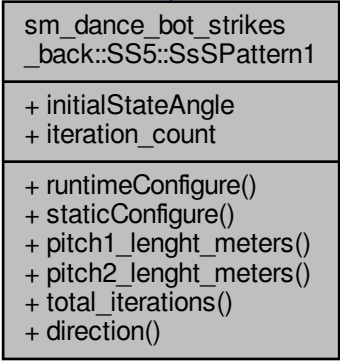 sm_dance_bot_strikes
_back::SS5::SsSPattern1
+ initialStateAngle
+ iteration_count
+ runtimeConfigure()
+ staticConfigure()
+ pitch1_lenght_meters()
+ pitch2_lenght_meters()
+ total_iterations()
+ direction()